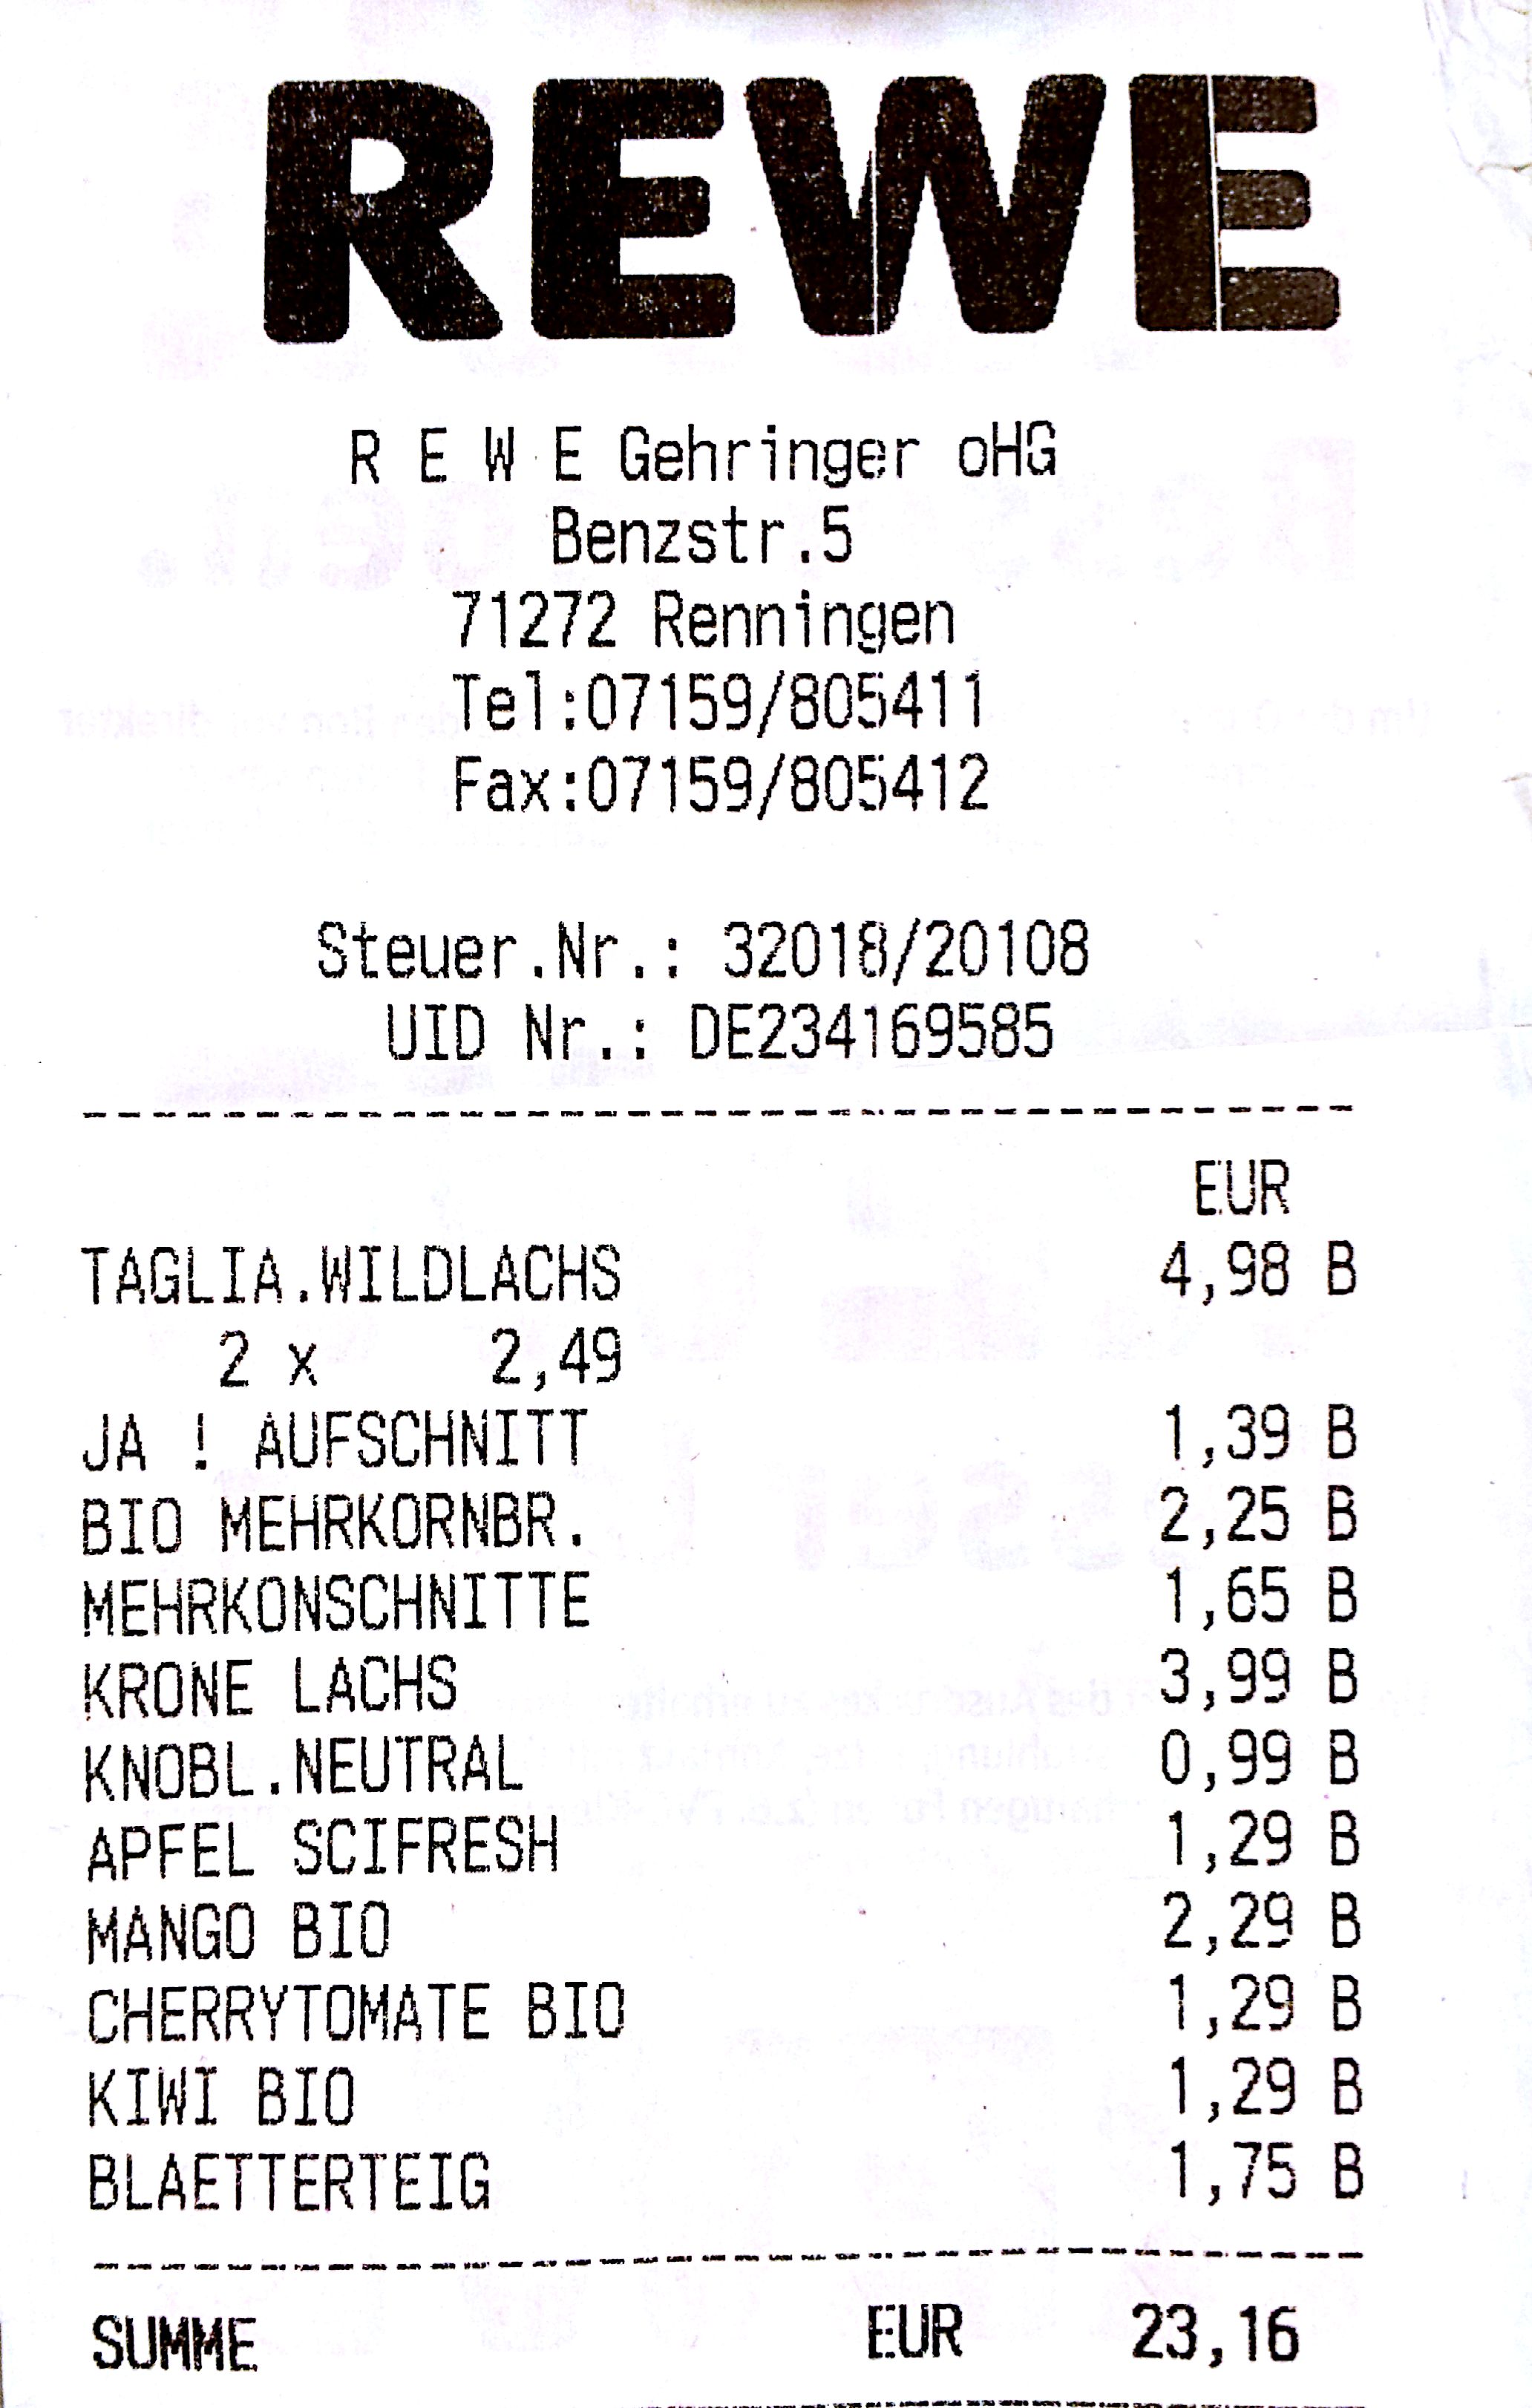 REWE
R E W E Gehringer oHG
Benzstr.5
71272 Renningen
Tel:07159/805411
Fax:07159/805412
Steuer.Nr.: 32018/20108
UID Nr.: DE234169585
EUR
TAGLIA.WILDLACHS 4,98 B
2 x 2,49
JA ! AUFSCHNITT 1,39 B
BIO MEHRKORNBR. 2,25 B
MEHRKONSCHNITTE 1,65 B
KRONE LACHS 3,99 B
KNOBL.NEUTRAL 0,99 B
APFEL SCIFRESH 1,29 B
MANGO BIO 2,29 B
CHERRYTOMATE BIO 1,29 B
KIWI BIO 1,29 B
BLAETTERTEIG 1,75 B
SUMME EUR 23,16